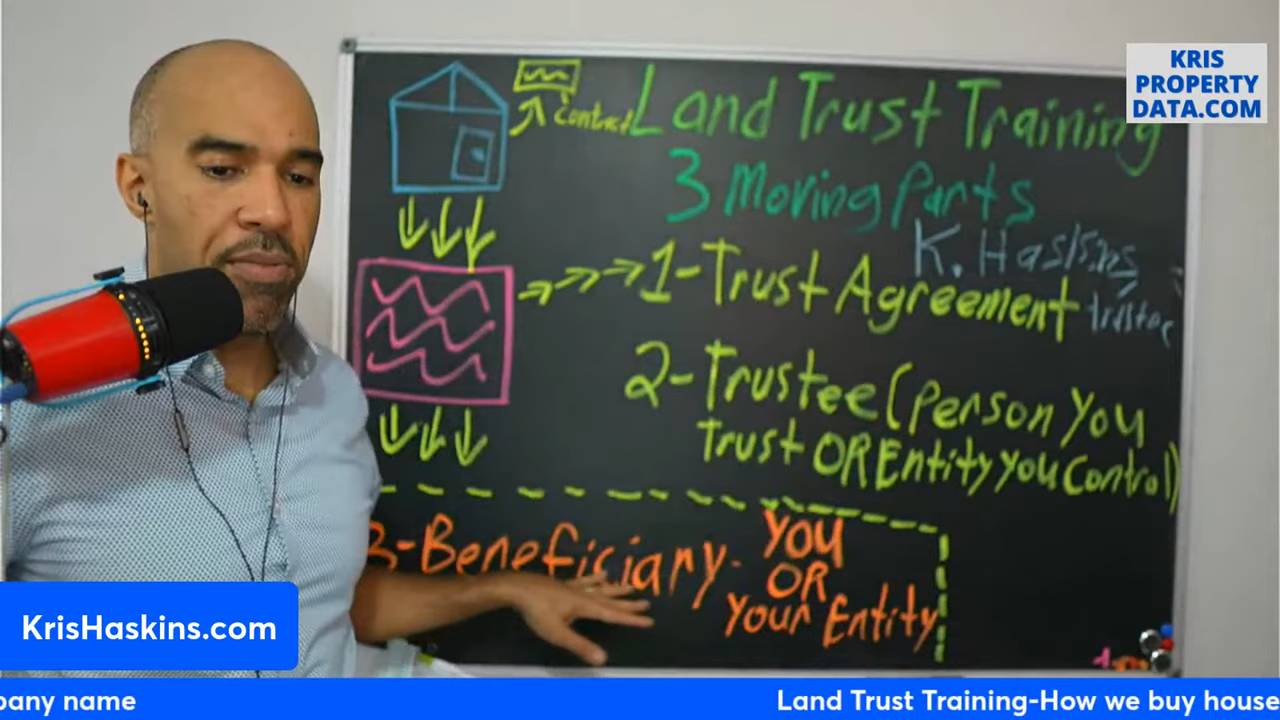 KRIS
PROPERTY
DATA.COM
Land Trust Training
Contract
3 Moving Parts
K. Haskins
trustee
1-Trust Agreement
2-Trustee (Person You
Trust OR Entity you Control)
3-Beneficiary- You
OR
Your Entity
KrisHaskins.com
pany name
Land Trust Training-How we buy house